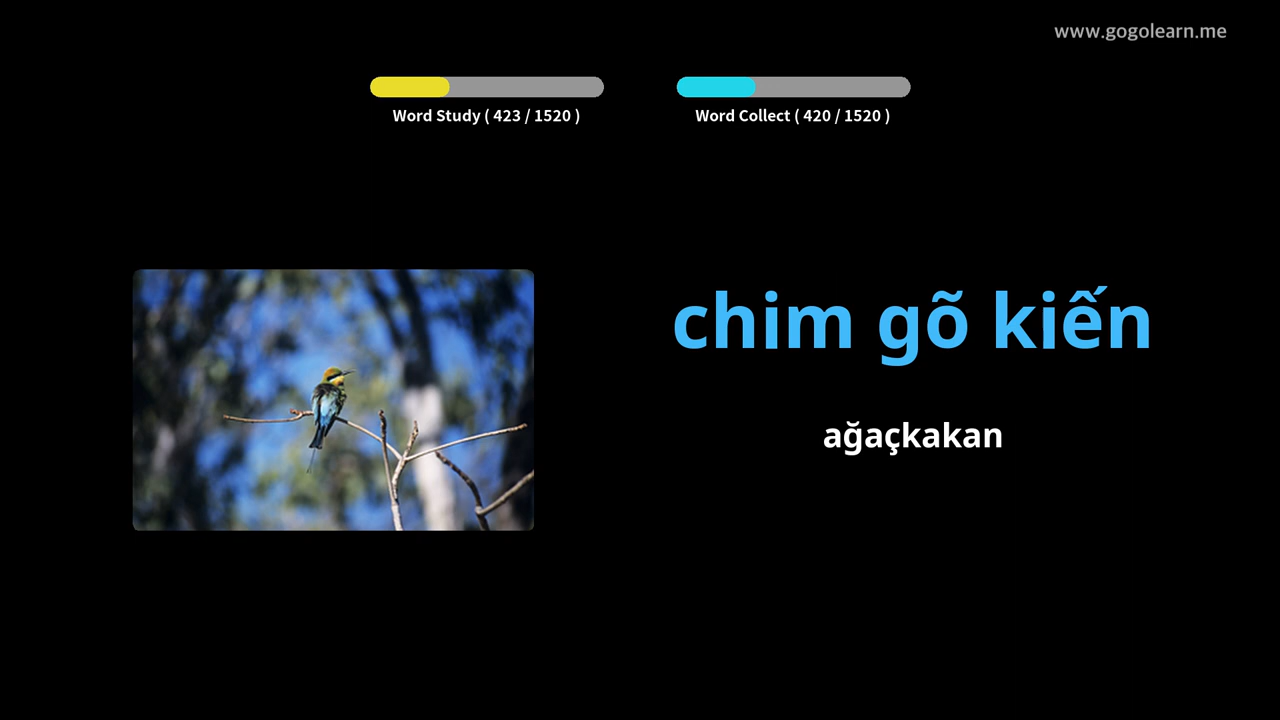 www.gogolearn.me
Word Study ( 423 / 1520 )
Word Collect ( 420 / 1520 )
chim gõ kiến
ağaçkakan